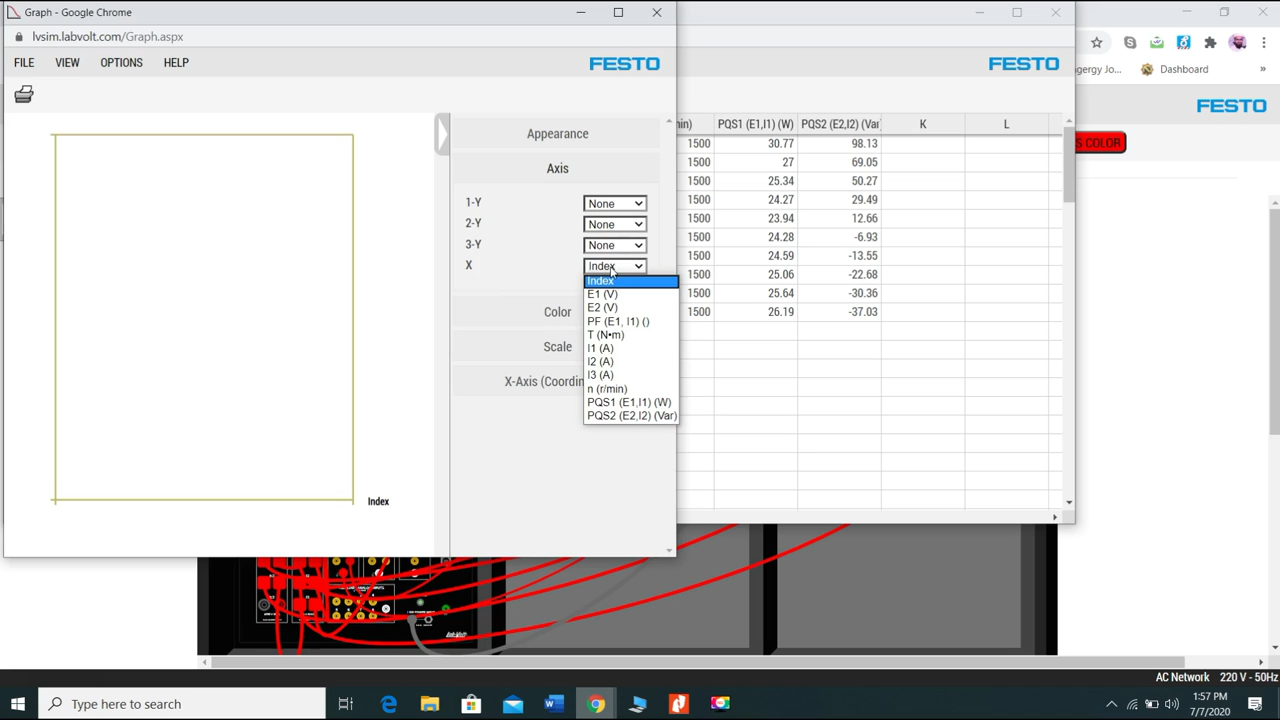 Graph - Google Chrome
lvsim.labvolt.com/Graph.aspx
FILE VIEW OPTIONS HELP
FESTO
FESTO
FESTO
Appearance
Axis
1-Y None
2-Y None
3-Y None
X Index
Index
E1 (V)
E2 (V)
PF (E1, I1) ()
T (N•m)
I1 (A)
I2 (A)
I3 (A)
n (r/min)
PQS1 (E1,I1) (W)
PQS2 (E2,I2) (Var)
Color
Scale
X-Axis (Coordin
Index
nin) PQS1 (E1,I1) (W) PQS2 (E2,I2) (Var K L
1500 30.77 98.13
1500 27 69.05
1500 25.34 50.27
1500 24.27 29.49
1500 23.94 12.66
1500 24.28 -6.93
1500 24.59 -13.55
1500 25.06 -22.68
1500 25.64 -30.36
1500 26.19 -37.03
ngergy Jo... Dashboard »
S COLOR
AC Network 220 V - 50Hz
Type here to search
1:57 PM
7/7/2020